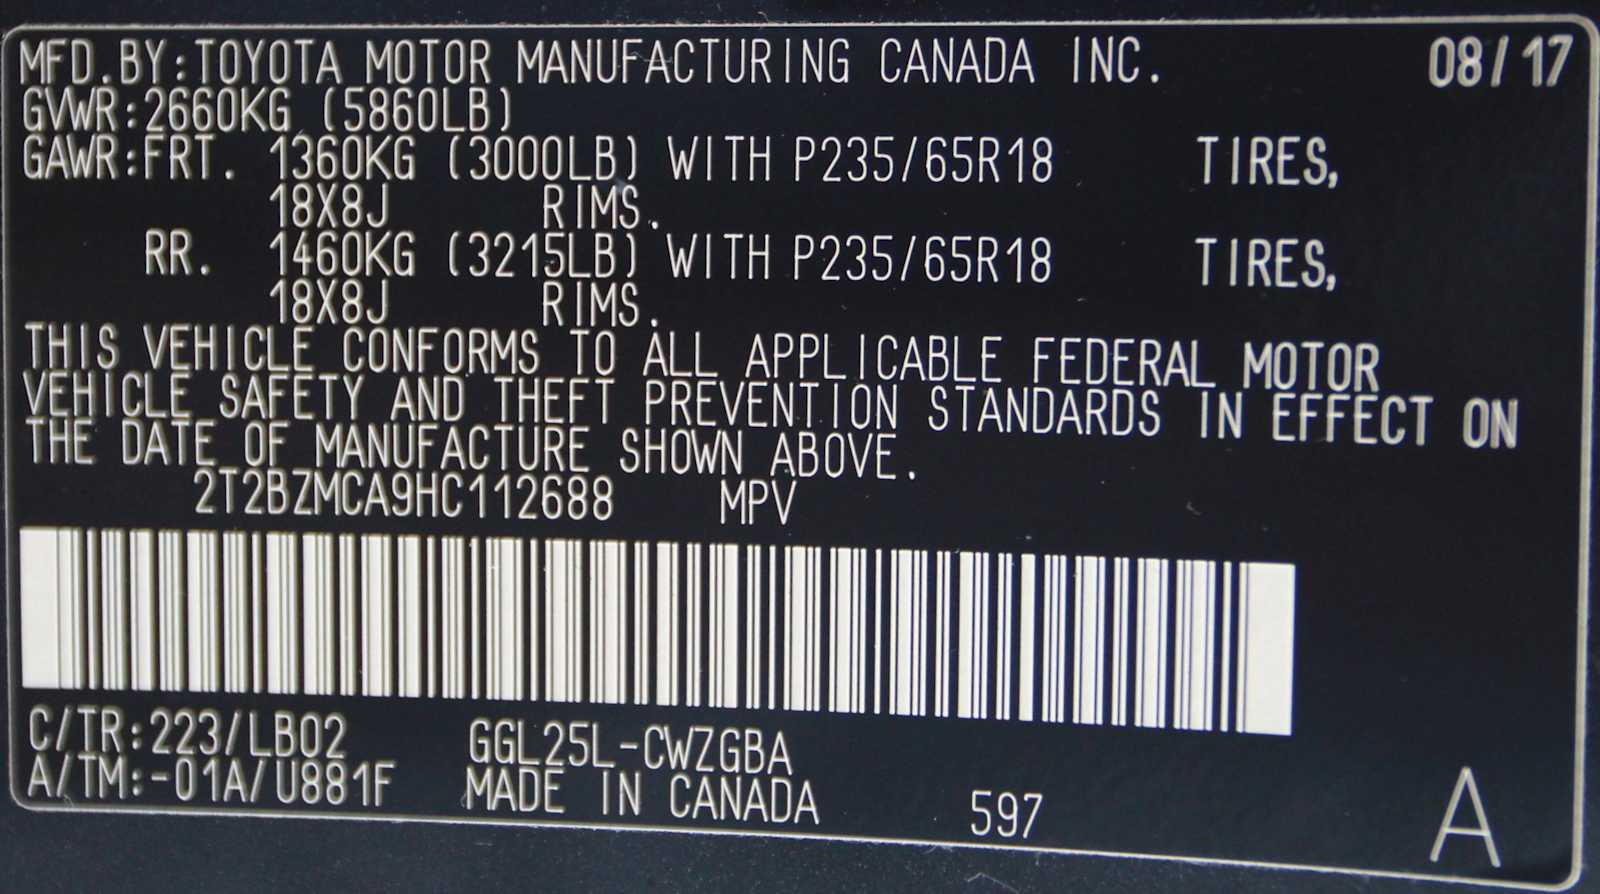 MFD.BY:TOYOTA MOTOR MANUFACTURING CANADA INC. 08/17
GVWR:2660KG (5860LB)
GAWR:FRT. 1360KG (3000LB) WITH P235/65R18 TIRES,
18X8J RIMS.
RR. 1460KG (3215LB) WITH P235/65R18 TIRES,
18X8J RIMS.
THIS VEHICLE CONFORMS TO ALL APPLICABLE FEDERAL MOTOR
VEHICLE SAFETY AND THEFT PREVENTION STANDARDS IN EFFECT ON
THE DATE OF MANUFACTURE SHOWN ABOVE.
2T2BZMCA9HC112688 MPV
C/TR:223/LB02 GGL25L-CWZGBA
A/TM:-01A/U881F MADE IN CANADA 597 A